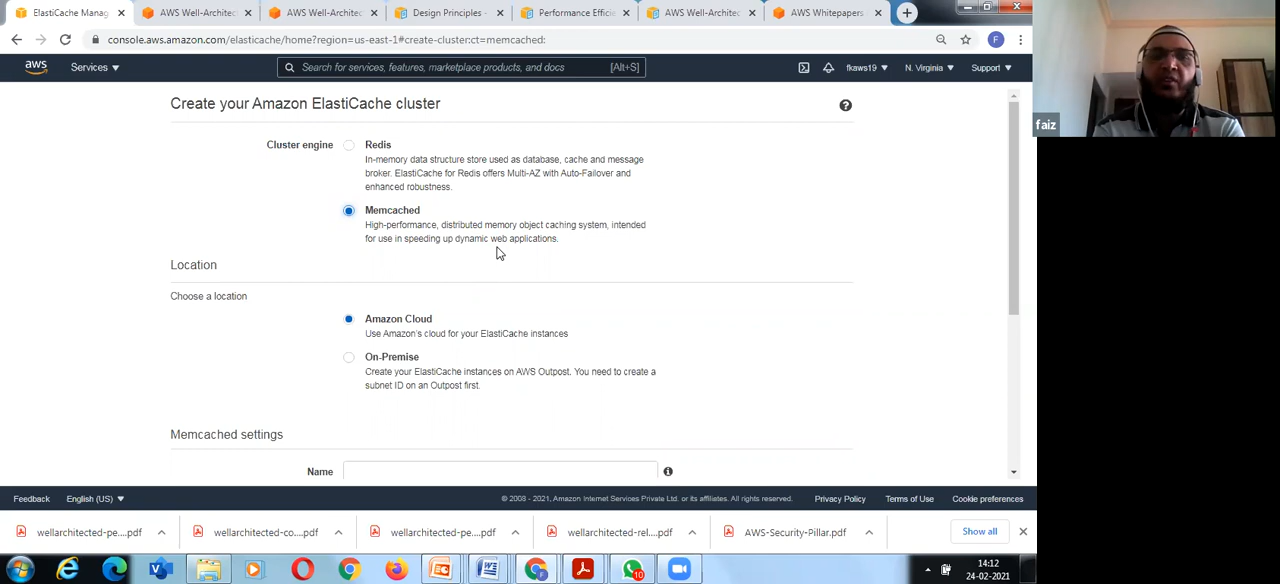 ElastiCache Manag
AWS Well-Architec
AWS Well-Architec
Design Principles -
Performance Efficie
AWS Well-Architec
AWS Whitepapers
console.aws.amazon.com/elasticache/home?region=us-east-1#create-cluster:ct=memcached:
F
aws
Services
Search for services, features, marketplace products, and docs
[Alt+S]
fkaws19
N. Virginia
Support
Create your Amazon ElastiCache cluster
Cluster engine
Redis
In-memory data structure store used as database, cache and message
broker. ElastiCache for Redis offers Multi-AZ with Auto-Failover and
enhanced robustness.
Memcached
High-performance, distributed memory object caching system, intended
for use in speeding up dynamic web applications.
Location
Choose a location
Amazon Cloud
Use Amazon's cloud for your ElastiCache instances
On-Premise
Create your ElastiCache instances on AWS Outpost. You need to create a
subnet ID on an Outpost first.
Memcached settings
Name
Feedback
English (US)
© 2008 - 2021, Amazon Internet Services Private Ltd. or its affiliates. All rights reserved.
Privacy Policy
Terms of Use
Cookie preferences
wellarchitected-pe....pdf
wellarchitected-co....pdf
wellarchitected-pe....pdf
wellarchitected-rel....pdf
AWS-Security-Pillar.pdf
Show all
10
14:12
24-02-2021
faiz